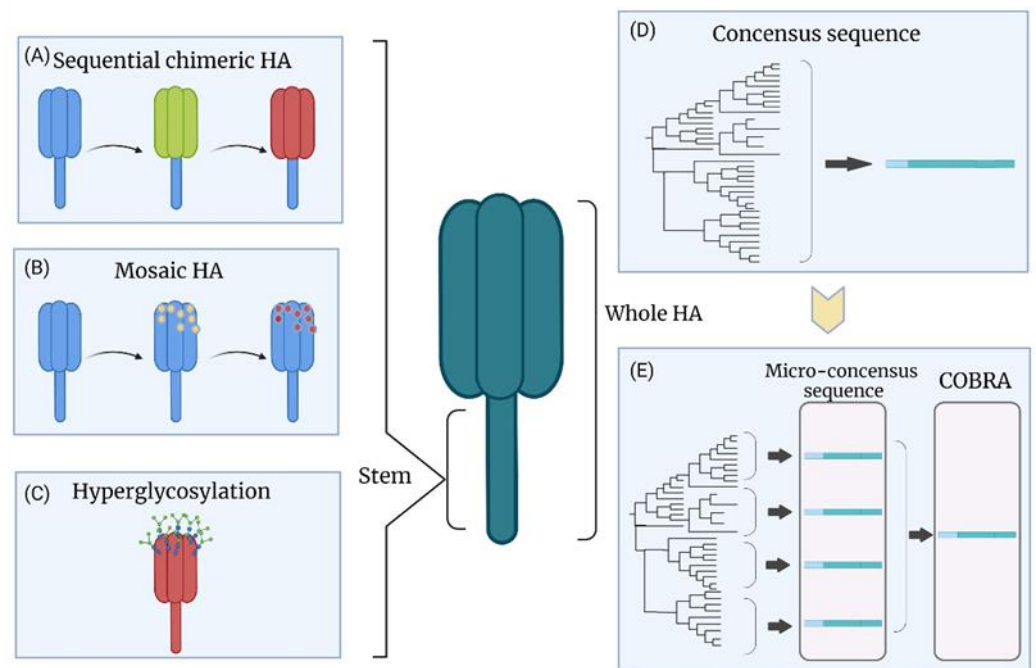 (A)
Sequential chimeric HA
(B)
Mosaic HA
(C)
Hyperglycosylation
Stem
Whole HA
(D)
Concensus sequence
(E)
Micro-concensus
sequence
COBRA